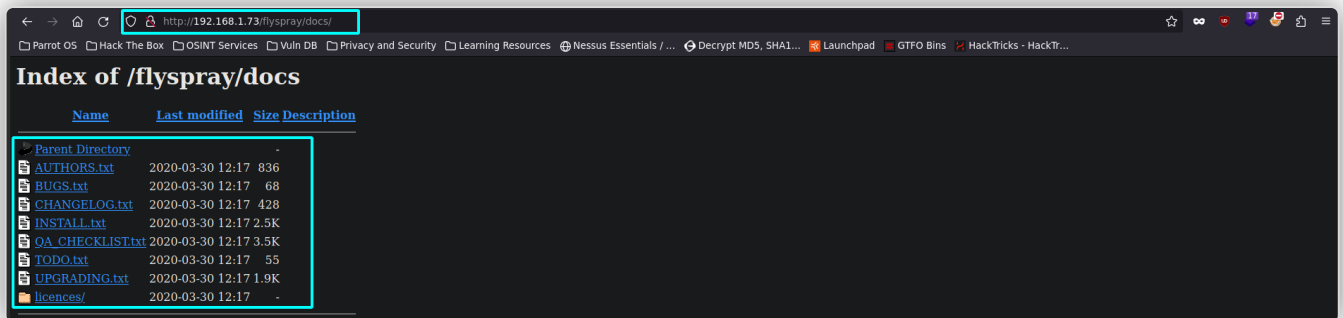 http://192.168.1.73/flyspray/docs/
17
Parrot OS Hack The Box OSINT Services Vuln DB Privacy and Security Learning Resources Nessus Essentials / ... Decrypt MD5, SHA1... Launchpad GTFO Bins HackTricks - HackTr...
Index of /flyspray/docs
Name Last modified Size Description
Parent Directory -
AUTHORS.txt 2020-03-30 12:17 836
BUGS.txt 2020-03-30 12:17 68
CHANGELOG.txt 2020-03-30 12:17 428
INSTALL.txt 2020-03-30 12:17 2.5K
QA_CHECKLIST.txt 2020-03-30 12:17 3.5K
TODO.txt 2020-03-30 12:17 55
UPGRADING.txt 2020-03-30 12:17 1.9K
licences/ 2020-03-30 12:17 -